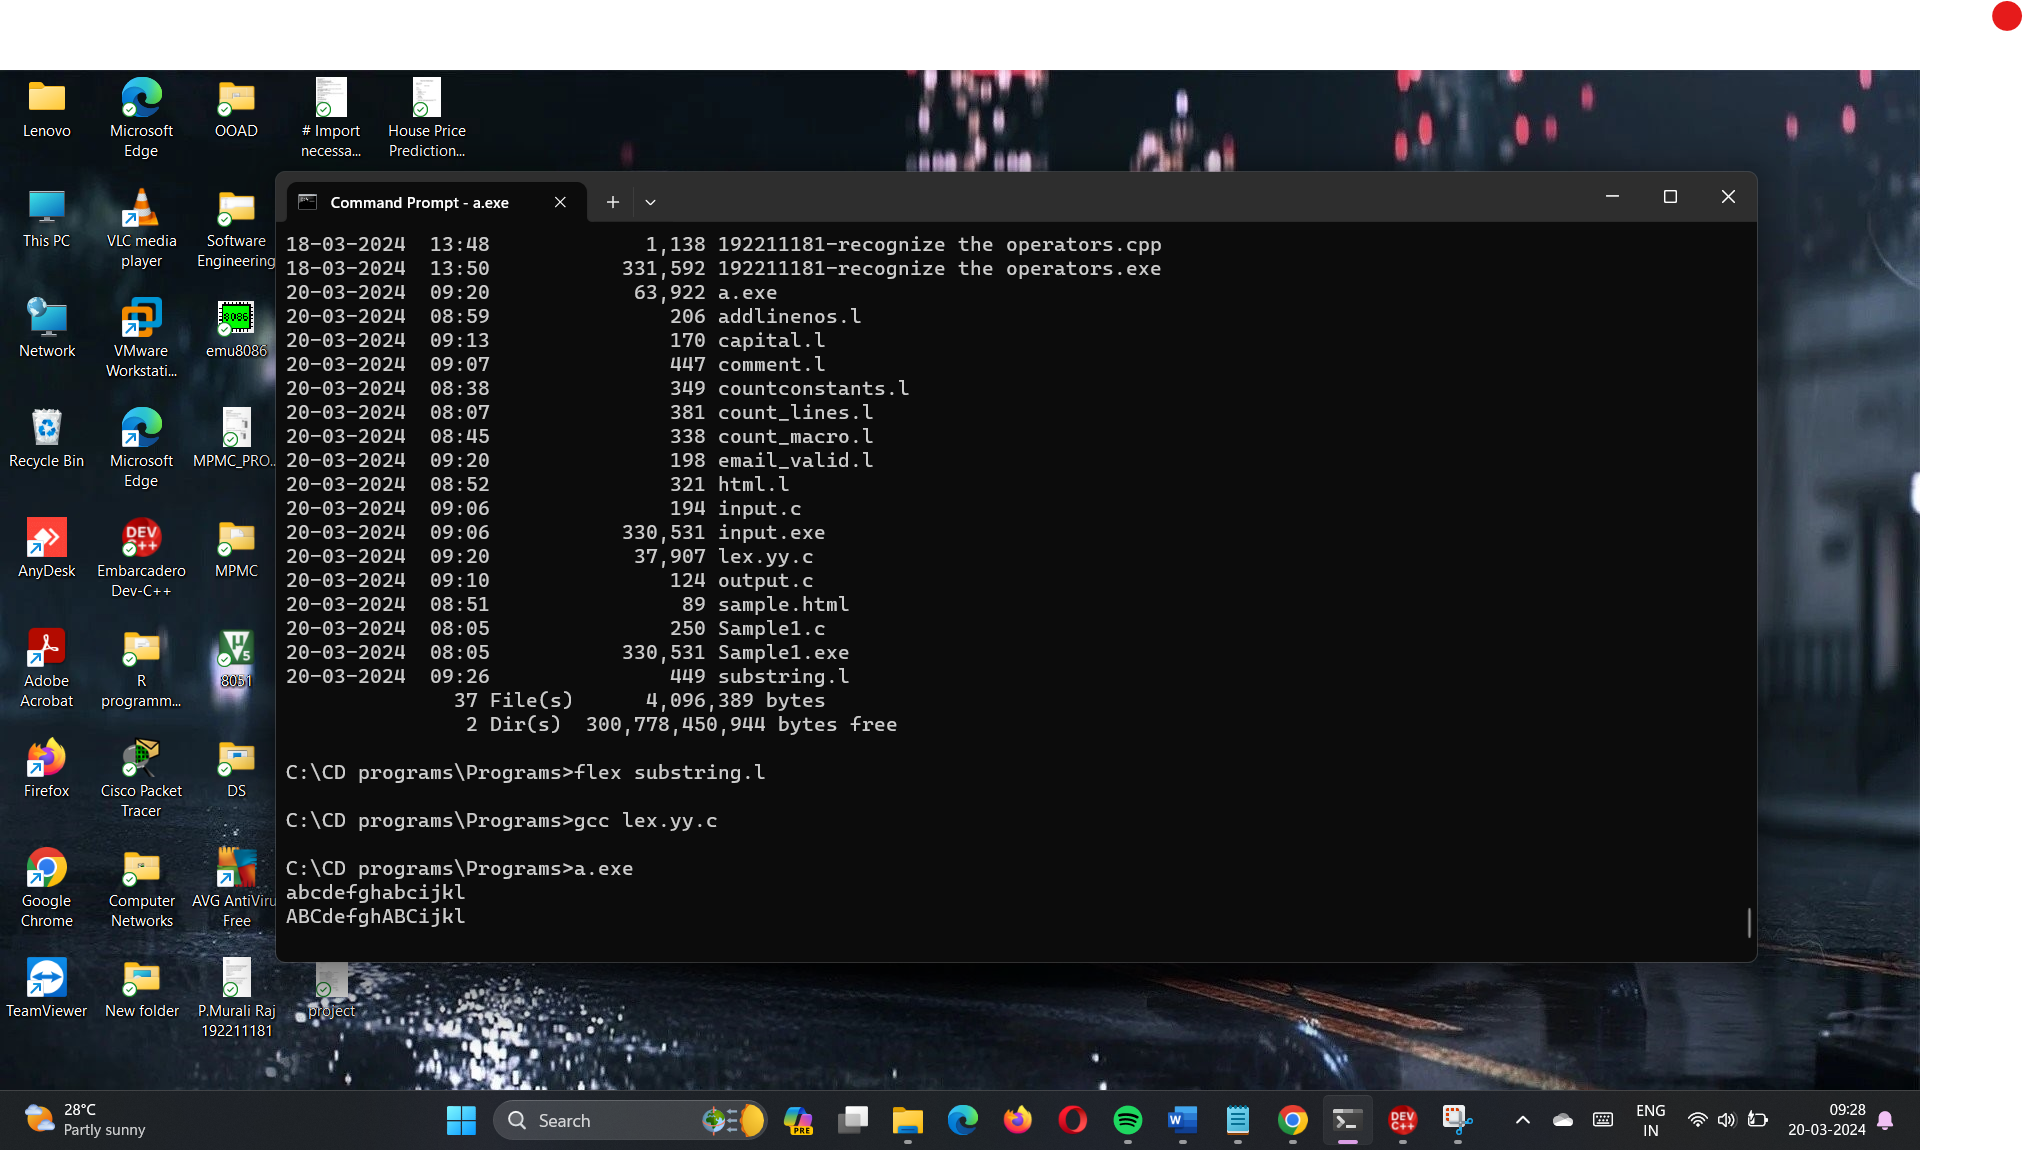 Lenovo
Microsoft
Edge
OOAD
# Import
necessa...
House Price
Prediction...
This PC
VLC media
player
Software
Engineering
Network
VMware
Workstati...
8086
emu8086
Recycle Bin
Microsoft
Edge
MPMC_PRO...
AnyDesk
DEV
C++
Embarcadero
Dev-C++
MPMC
Adobe
Acrobat
R
programm...
8051
Firefox
Cisco Packet
Tracer
DS
Google
Chrome
Computer
Networks
AVG AntiViru
Free
TeamViewer
New folder
P.Murali Raj
192211181
project
Command Prompt - a.exe
18-03-2024  13:48             1,138 192211181-recognize the operators.cpp
18-03-2024  13:50           331,592 192211181-recognize the operators.exe
20-03-2024  09:20            63,922 a.exe
20-03-2024  08:59               206 addlinenos.l
20-03-2024  09:13               170 capital.l
20-03-2024  09:07               447 comment.l
20-03-2024  08:38               349 countconstants.l
20-03-2024  08:07               381 count_lines.l
20-03-2024  08:45               338 count_macro.l
20-03-2024  09:20               198 email_valid.l
20-03-2024  08:52               321 html.l
20-03-2024  09:06               194 input.c
20-03-2024  09:06           330,531 input.exe
20-03-2024  09:20            37,907 lex.yy.c
20-03-2024  09:10               124 output.c
20-03-2024  08:51                89 sample.html
20-03-2024  08:05               250 Sample1.c
20-03-2024  08:05           330,531 Sample1.exe
20-03-2024  09:26               449 substring.l
37 File(s)      4,096,389 bytes
2 Dir(s)  300,778,450,944 bytes free
C:\CD programs\Programs>flex substring.l
C:\CD programs\Programs>gcc lex.yy.c
C:\CD programs\Programs>a.exe
abcdefghabcijkl
ABCdefghABCijkl
28°C
Partly sunny
Search
PRE
W
DEV
C++
ENG
IN
09:28
20-03-2024